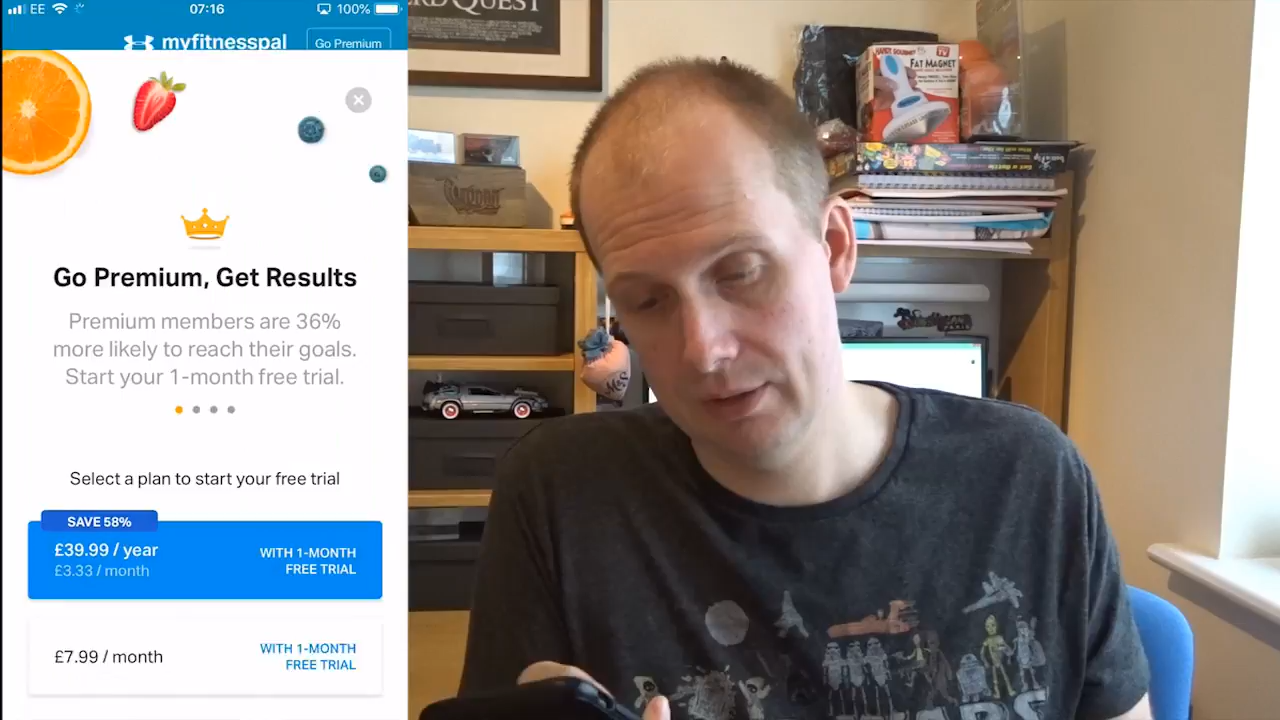 EE
07:16
100%
myfitnesspal
Go Premium
Go Premium, Get Results
Premium members are 36%
more likely to reach their goals.
Start your 1-month free trial.
Select a plan to start your free trial
SAVE 58%
£39.99 / year
£3.33 / month
WITH 1-MONTH
FREE TRIAL
£7.99 / month
WITH 1-MONTH
FREE TRIAL
QUEST
FAT MAGNET
WARS